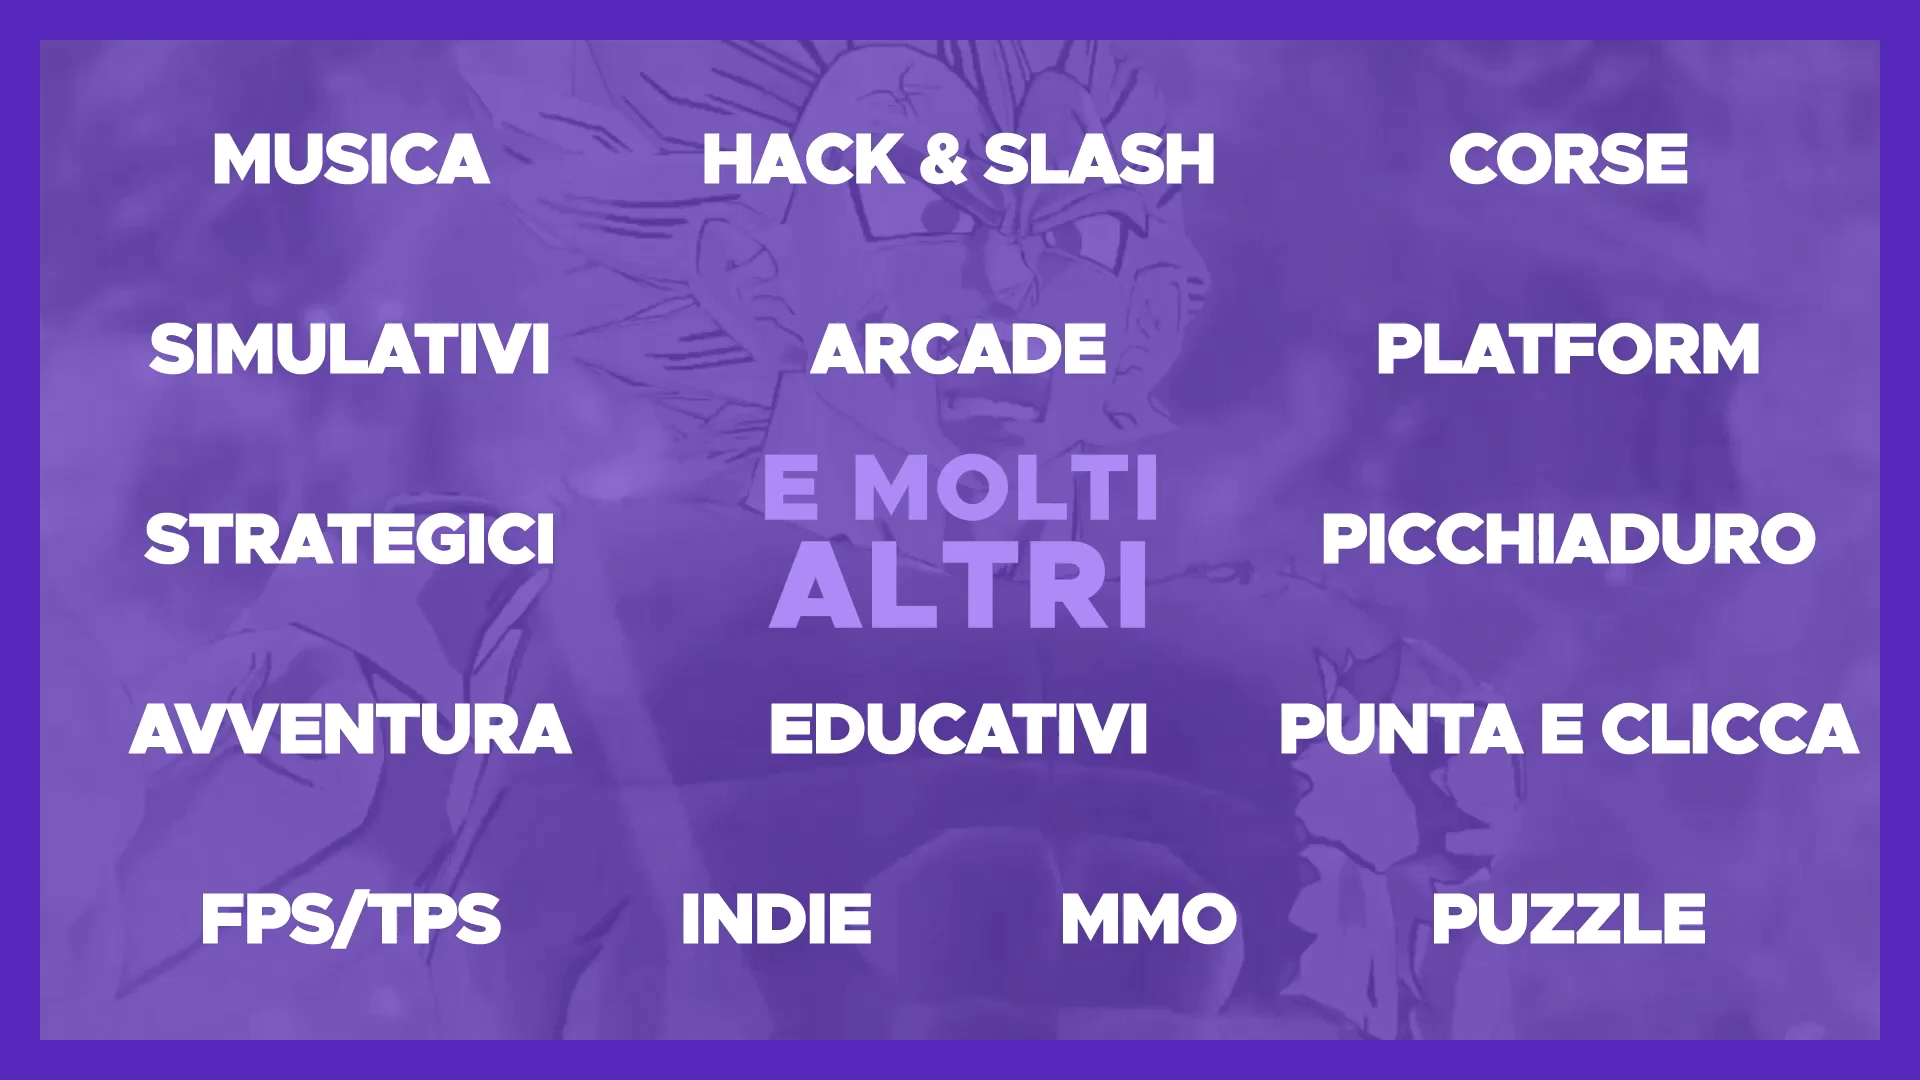 MUSICA
HACK & SLASH
CORSE
SIMULATIVI
ARCADE
PLATFORM
STRATEGICI
E MOLTI
ALTRI
PICCHIADURO
AVVENTURA
EDUCATIVI
PUNTA E CLICCA
FPS/TPS
INDIE
MMO
PUZZLE